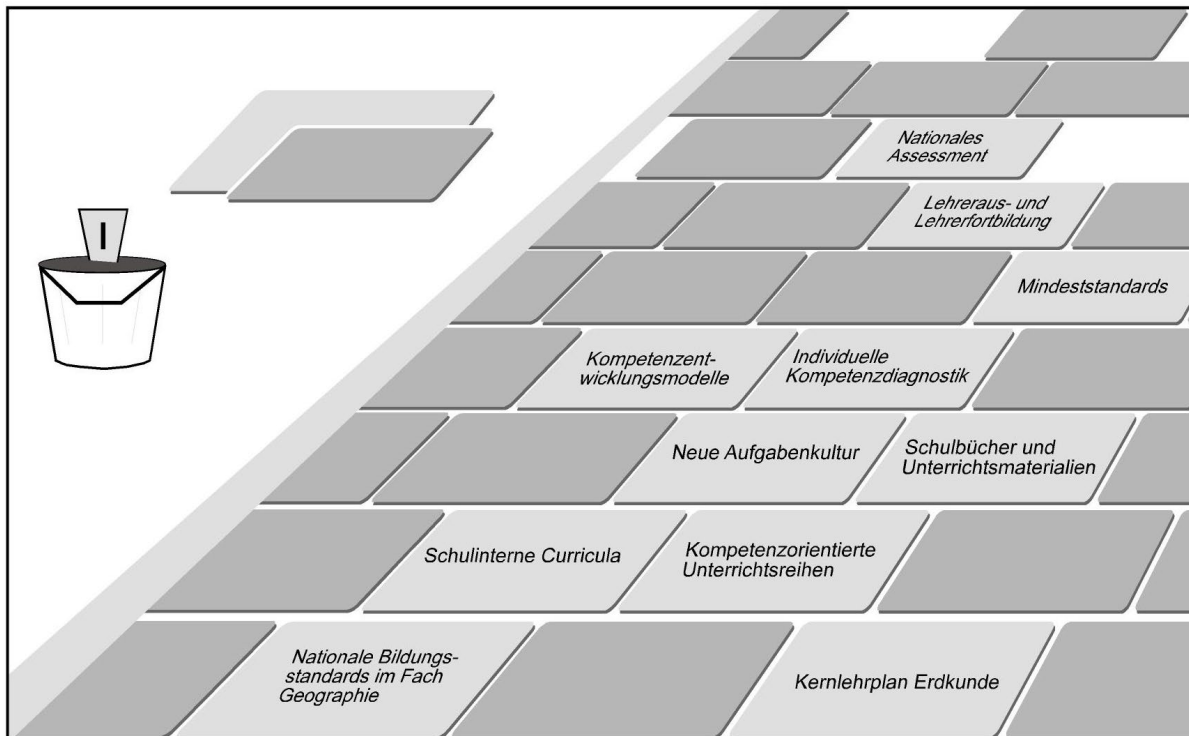 Nationales
Assessment
Lehreraus- und
Lehrerfortbildung
Mindeststandards
Kompetenzent-
wicklungsmodelle
Individuelle
Kompetenzdiagnostik
Neue Aufgabenkultur
Schulbücher und
Unterrichtsmaterialien
Schulinterne Curricula
Kompetenzorientierte
Unterrichtsreihen
Nationale Bildungs-
standards im Fach
Geographie
Kernlehrplan Erdkunde